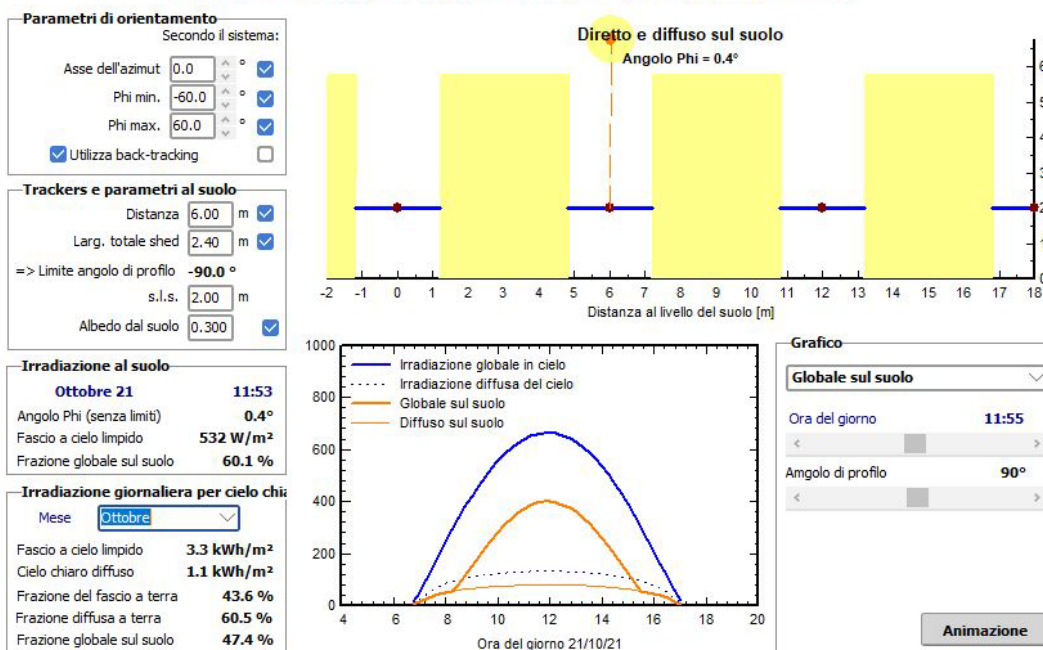 Parametri di orientamento
Secondo il sistema:
Asse dell'azimut 0.0 °
Phi min. -60.0 °
Phi max. 60.0 °
Utilizza back-tracking
Trackers e parametri al suolo
Distanza 6.00 m
Larg. totale shed 2.40 m
=> Limite angolo di profilo -90.0 °
s.l.s. 2.00 m
Albedo dal suolo 0.300
Irradiazione al suolo
Ottobre 21 11:53
Angolo Phi (senza limiti) 0.4°
Fascio a cielo limpido 532 W/m²
Frazione globale sul suolo 60.1 %
Irradiazione giornaliera per cielo chia
Mese Ottobre
Fascio a cielo limpido 3.3 kWh/m²
Cielo chiaro diffuso 1.1 kWh/m²
Frazione del fascio a terra 43.6 %
Frazione diffusa a terra 60.5 %
Frazione globale sul suolo 47.4 %
Diretto e diffuso sul suolo
Angolo Phi = 0.4°
-2 -1 0 1 2 3 4 5 6 7 8 9 10 11 12 13 14 15 16 17 18
Distanza al livello del suolo [m]
1000
800
600
400
200
0
Irradiazione globale in cielo
Irradiazione diffusa del cielo
Globale sul suolo
Diffuso sul suolo
4 6 8 10 12 14 16 18 20
Ora del giorno 21/10/21
Grafico
Globale sul suolo
Ora del giorno 11:55
Amgolo di profilo 90°
Animazione